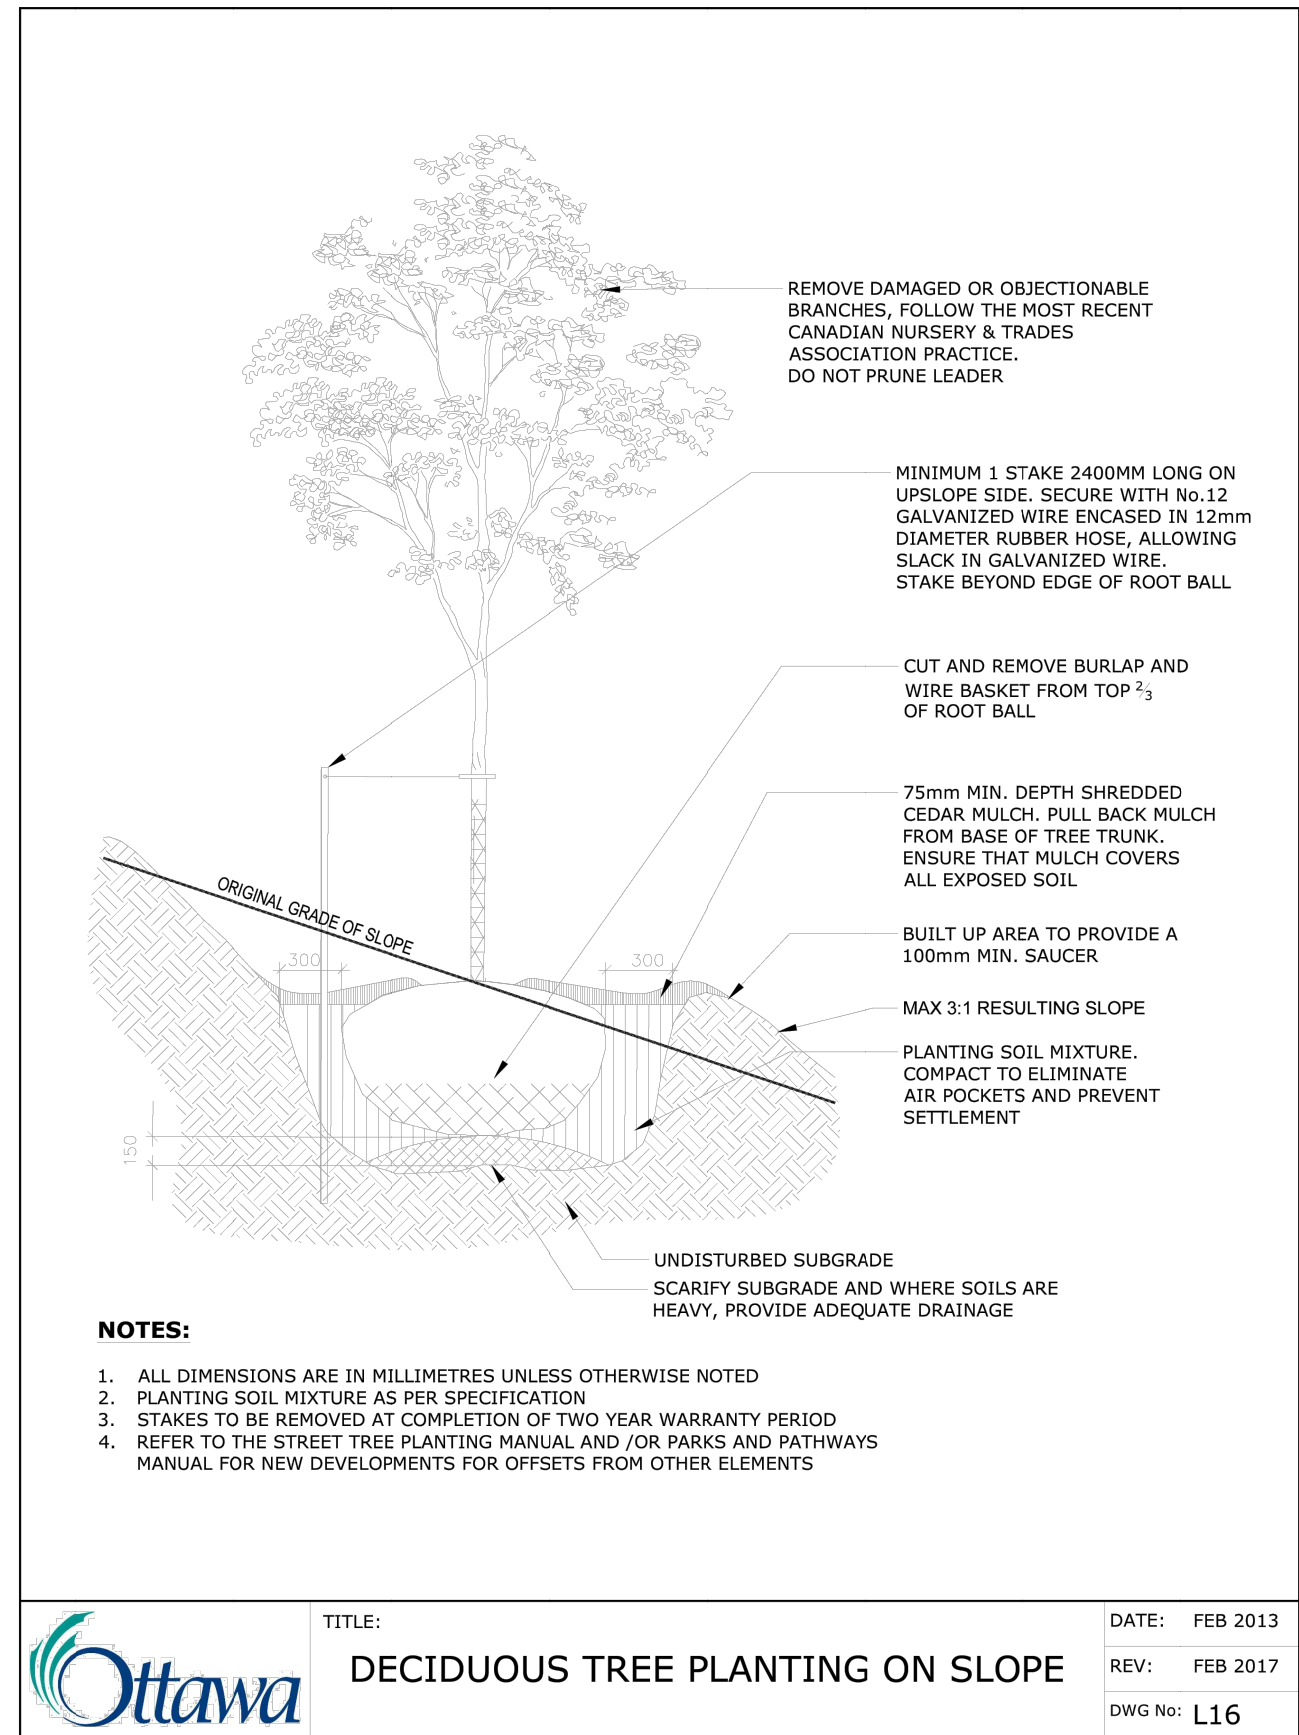 REMOVE DAMAGED OR OBJECTIONABLE
BRANCHES, FOLLOW THE MOST RECENT
CANADIAN NURSERY & TRADES
ASSOCIATION PRACTICE.
DO NOT PRUNE LEADER
MINIMUM 1 STAKE 2400MM LONG ON
UPSLOPE SIDE. SECURE WITH No.12
GALVANIZED WIRE ENCASED IN 12mm
DIAMETER RUBBER HOSE, ALLOWING
SLACK IN GALVANIZED WIRE.
STAKE BEYOND EDGE OF ROOT BALL
CUT AND REMOVE BURLAP AND
WIRE BASKET FROM TOP 2/3
OF ROOT BALL
75mm MIN. DEPTH SHREDDED
CEDAR MULCH. PULL BACK MULCH
FROM BASE OF TREE TRUNK.
ENSURE THAT MULCH COVERS
ALL EXPOSED SOIL
ORIGINAL GRADE OF SLOPE
300
300
BUILT UP AREA TO PROVIDE A
100mm MIN. SAUCER
MAX 3:1 RESULTING SLOPE
PLANTING SOIL MIXTURE.
COMPACT TO ELIMINATE
AIR POCKETS AND PREVENT
SETTLEMENT
150
UNDISTURBED SUBGRADE
SCARIFY SUBGRADE AND WHERE SOILS ARE
HEAVY, PROVIDE ADEQUATE DRAINAGE
NOTES:
1. ALL DIMENSIONS ARE IN MILLIMETRES UNLESS OTHERWISE NOTED
2. PLANTING SOIL MIXTURE AS PER SPECIFICATION
3. STAKES TO BE REMOVED AT COMPLETION OF TWO YEAR WARRANTY PERIOD
4. REFER TO THE STREET TREE PLANTING MANUAL AND /OR PARKS AND PATHWAYS
MANUAL FOR NEW DEVELOPMENTS FOR OFFSETS FROM OTHER ELEMENTS
Ottawa
TITLE:
DECIDUOUS TREE PLANTING ON SLOPE
DATE: FEB 2013
REV: FEB 2017
DWG No: L16